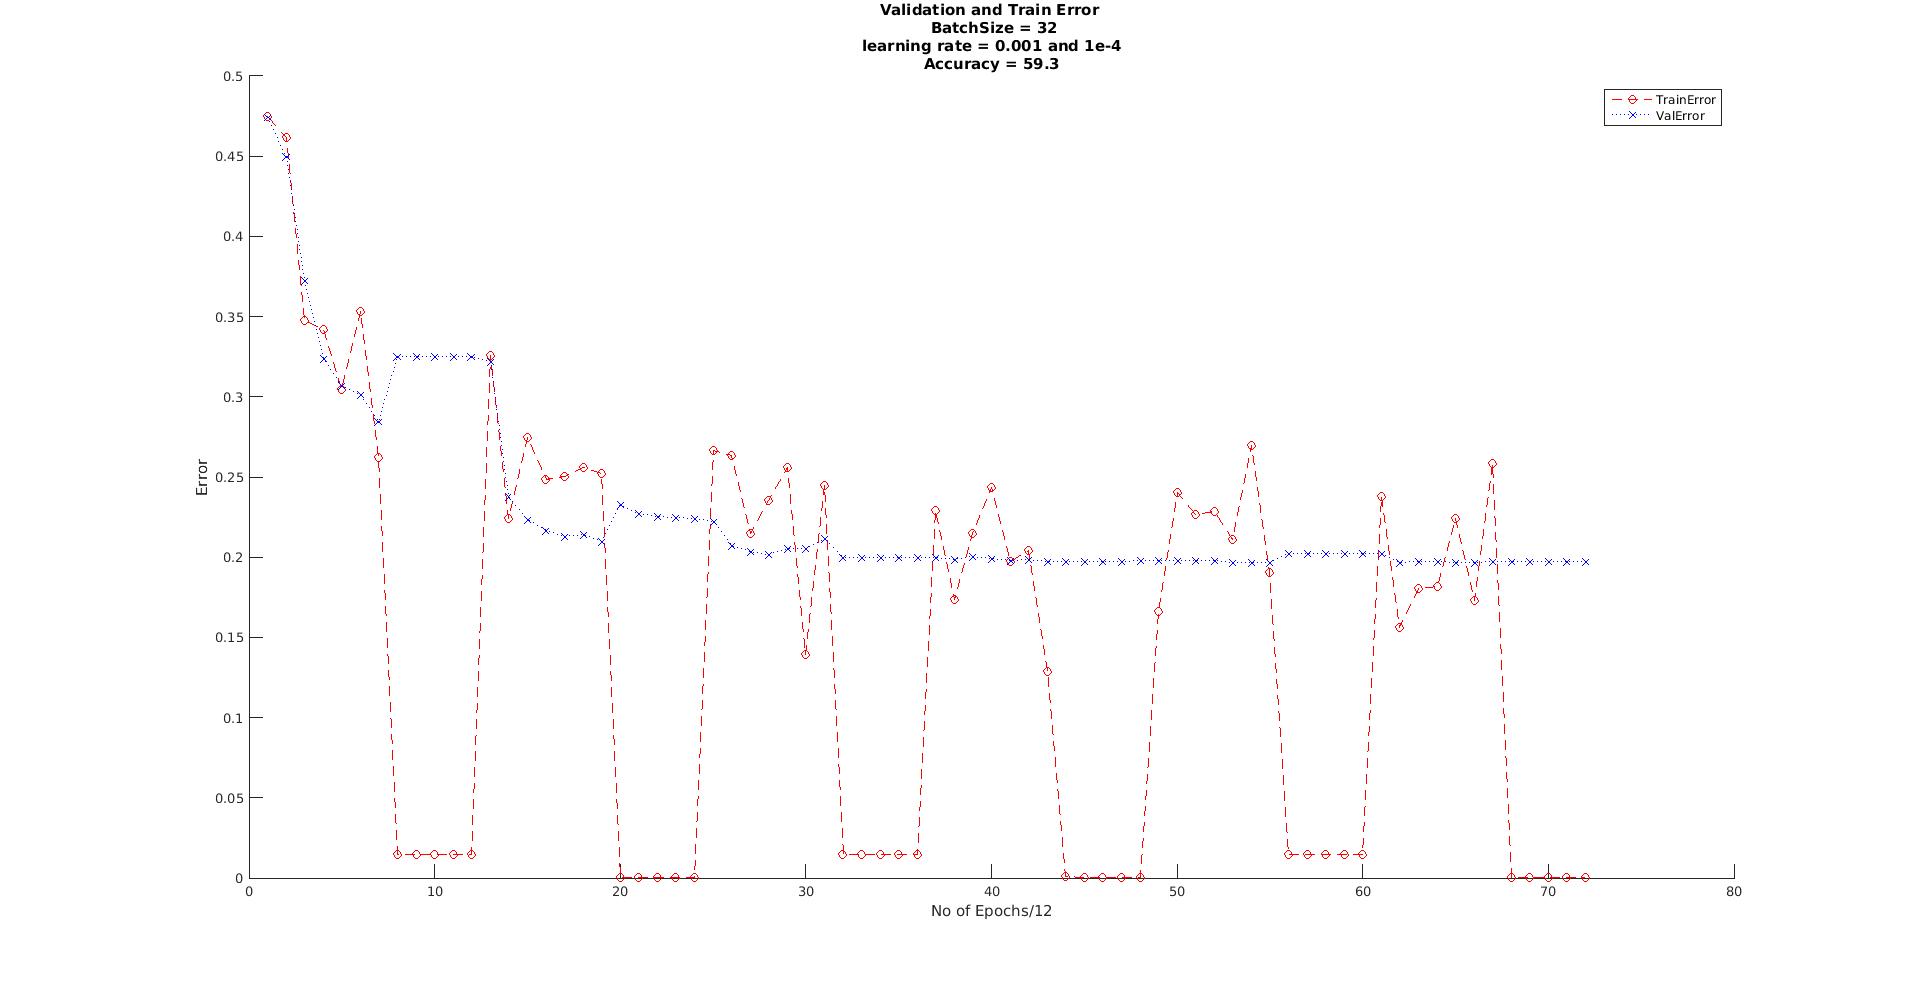 Validation and Train Error
BatchSize = 32
learning rate = 0.001 and 1e-4
Accuracy = 59.3
TrainError
ValError
0.5
0.45
0.4
0.35
0.3
0.25
0.2
0.15
0.1
0.05
0
Error
0 10 20 30 40 50 60 70 80
No of Epochs/12